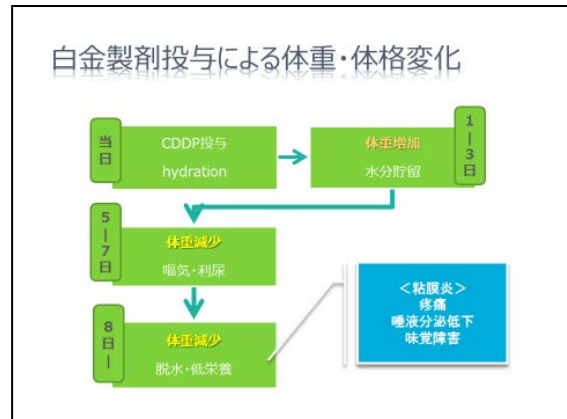 白金製剤投与による体重・体格変化
当日
CDDP投与
hydration
体重増加
水分貯留
1ー3日
5ー7日
体重減少
嘔気・利尿
8日ー
体重減少
脱水・低栄養
＜粘膜炎＞
疼痛
唾液分泌低下
味覚障害